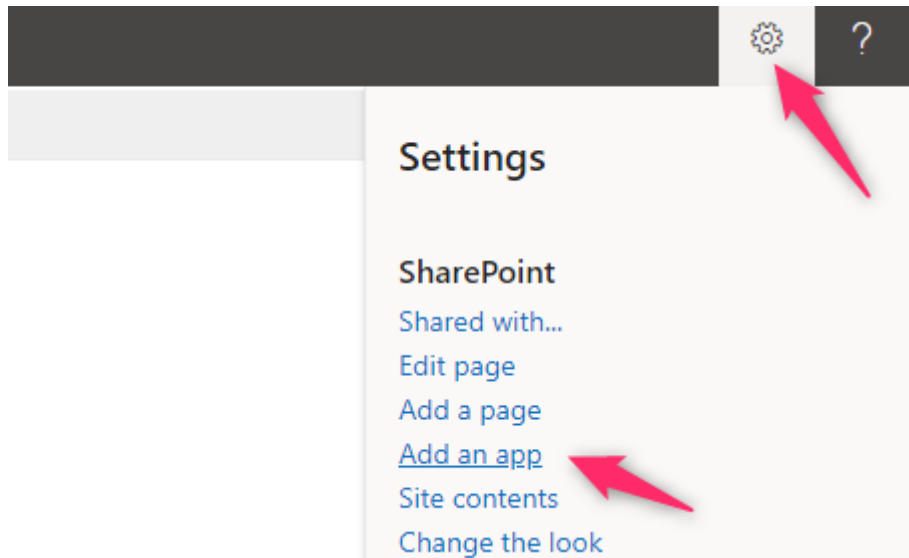 ?
Settings
SharePoint
Shared with...
Edit page
Add a page
Add an app
Site contents
Change the look